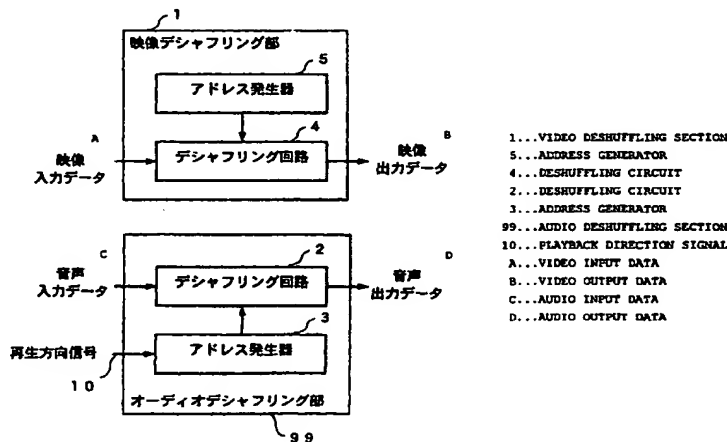 1
映像デシャフリング部
5
アドレス発生器
4
A
映像
入力データ
デシャフリング回路
B
映像
出力データ
C
音声
入力データ
2
デシャフリング回路
D
音声
出力データ
3
再生方向信号
アドレス発生器
10
オーディオデシャフリング部
99
1...VIDEO DESHUFFLING SECTION
5...ADDRESS GENERATOR
4...DESHUFFLING CIRCUIT
2...DESHUFFLING CIRCUIT
3...ADDRESS GENERATOR
99...AUDIO DESHUFFLING SECTION
10...PLAYBACK DIRECTION SIGNAL
A...VIDEO INPUT DATA
B...VIDEO OUTPUT DATA
C...AUDIO INPUT DATA
D...AUDIO OUTPUT DATA